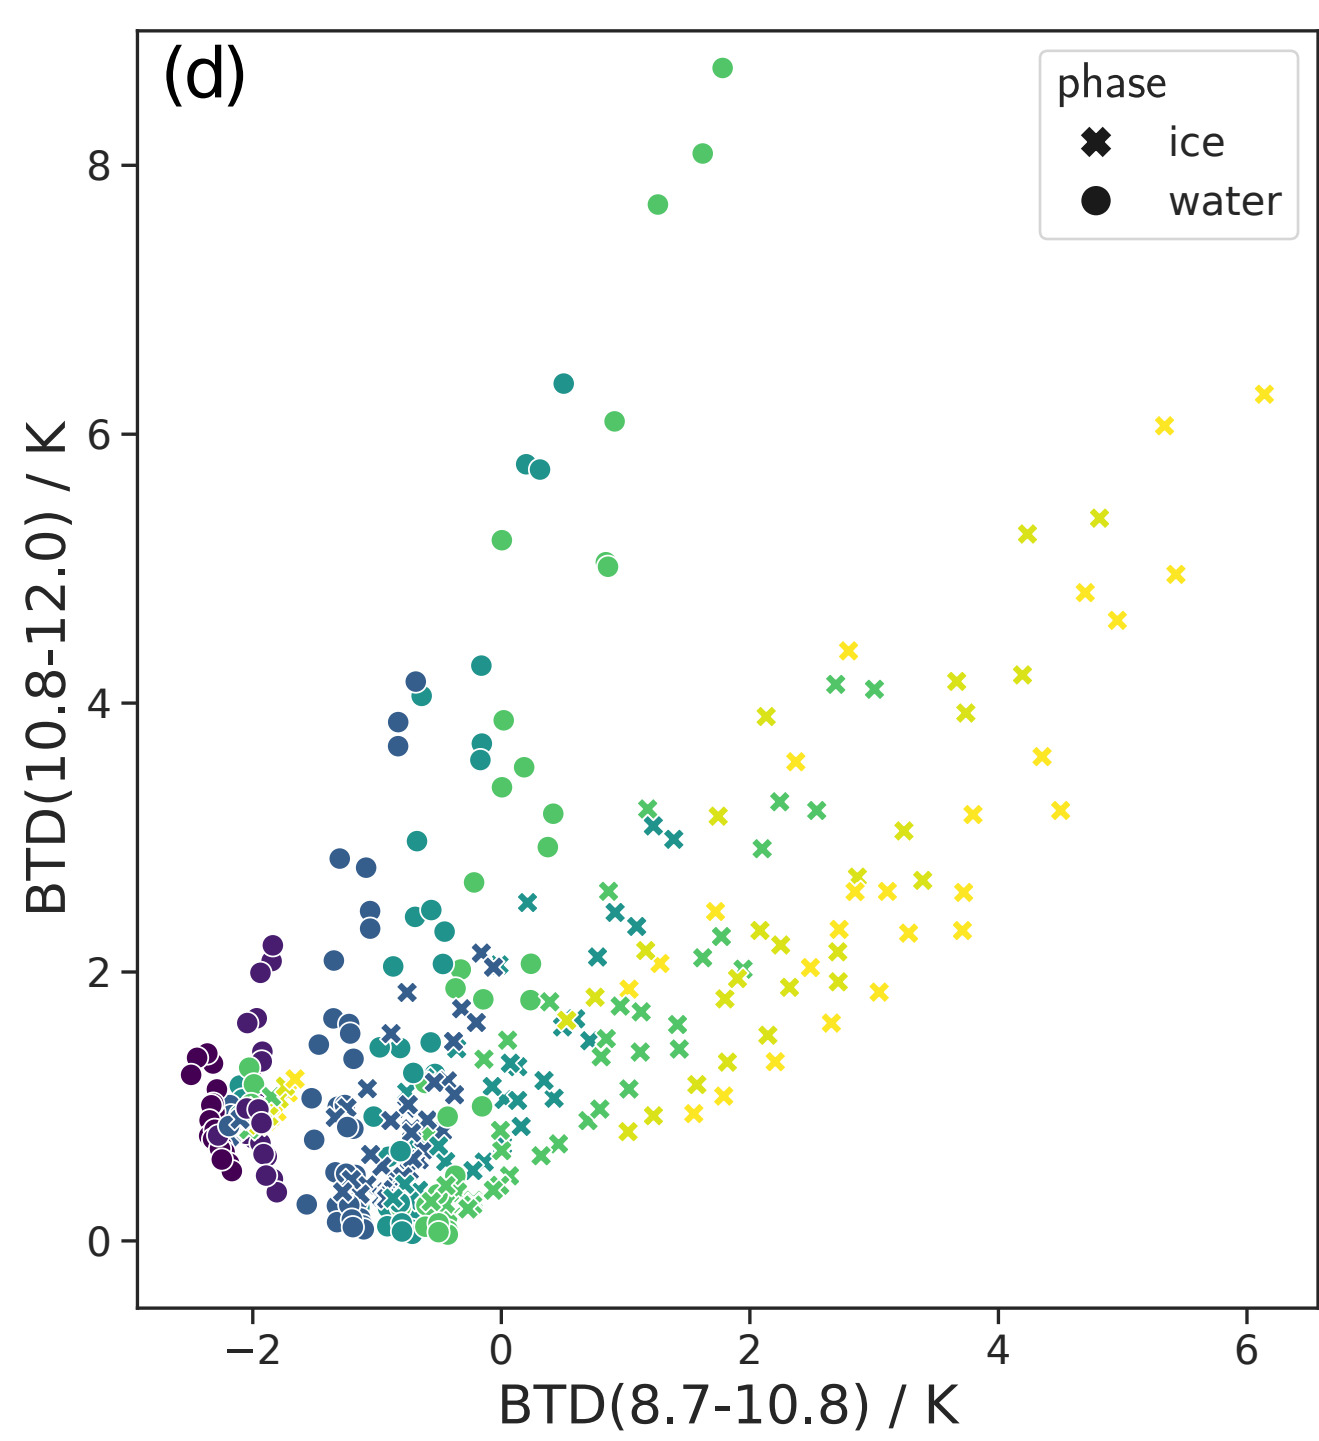 (d)
phase
ice
water
8
6
4
2
0
BTD(10.8-12.0) / K
−2
0
2
4
6
BTD(8.7-10.8) / K